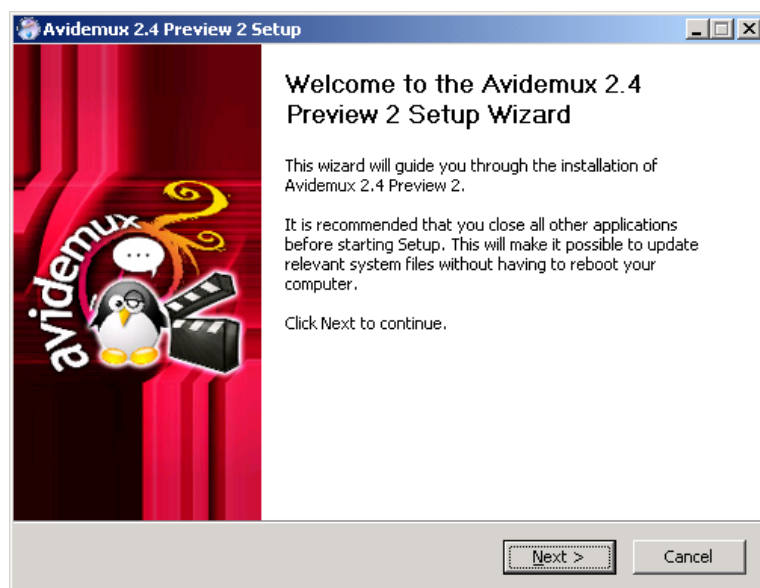 Avidemux 2.4 Preview 2 Setup
Welcome to the Avidemux 2.4
Preview 2 Setup Wizard
This wizard will guide you through the installation of
Avidemux 2.4 Preview 2.
It is recommended that you close all other applications
before starting Setup. This will make it possible to update
relevant system files without having to reboot your
computer.
Click Next to continue.
avidemux
Next >
Cancel